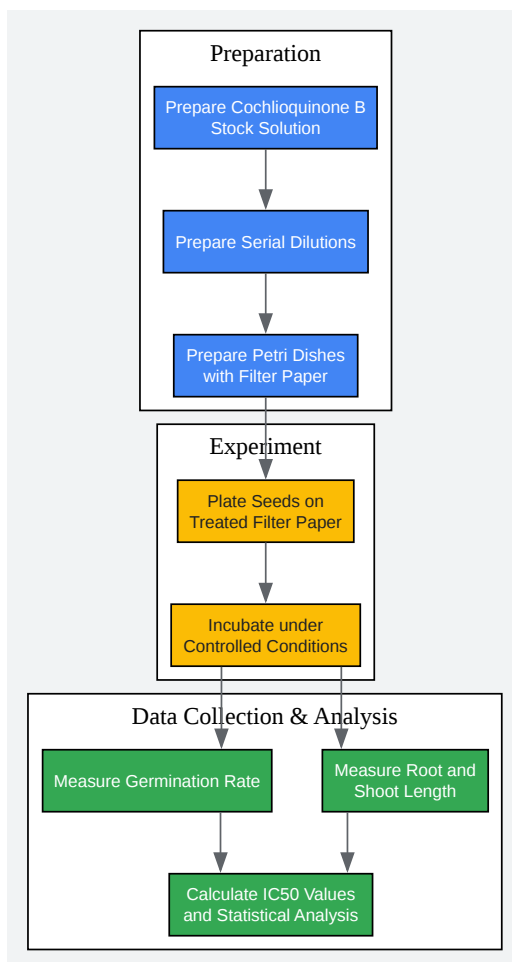 Preparation
Prepare Cochlioquinone B
Stock Solution
Prepare Serial Dilutions
Prepare Petri Dishes
with Filter Paper
Experiment
Plate Seeds on
Treated Filter Paper
Incubate under
Controlled Conditions
Data Collection & Analysis
Measure Germination Rate
Measure Root and
Shoot Length
Calculate IC50 Values
and Statistical Analysis